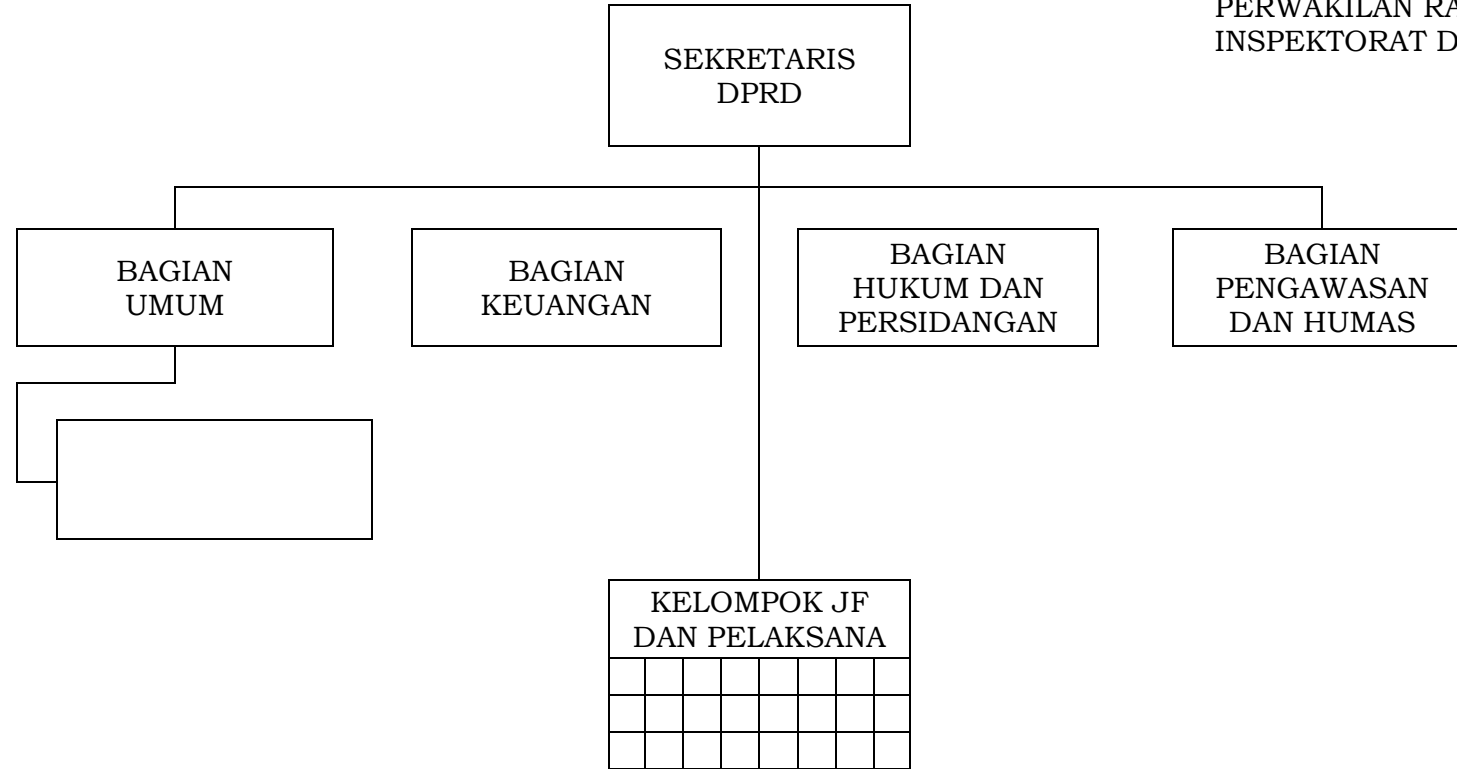 PERWAKILAN RA
INSPEKTORAT D
SEKRETARIS
DPRD
BAGIAN
UMUM
BAGIAN
KEUANGAN
BAGIAN
HUKUM DAN
PERSIDANGAN
BAGIAN
PENGAWASAN
DAN HUMAS
KELOMPOK JF
DAN PELAKSANA